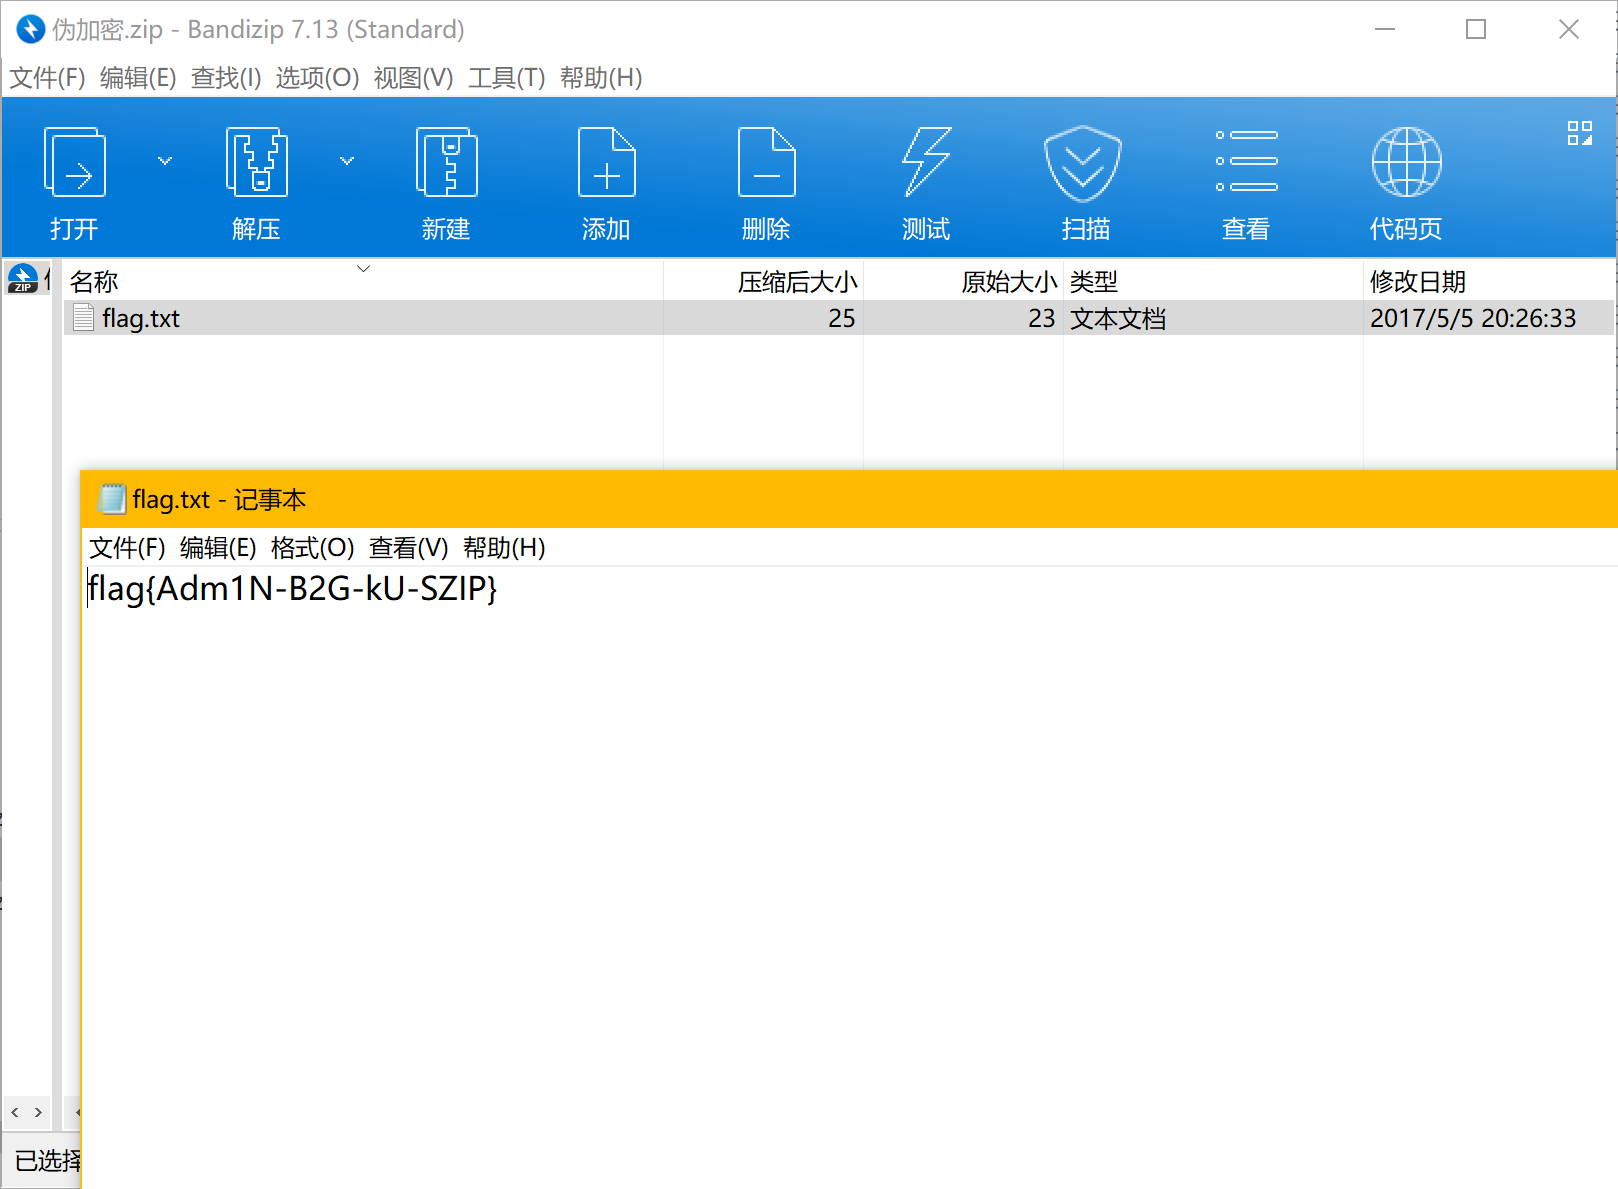 伪加密.zip - Bandizip 7.13 (Standard)
文件(F) 编辑(E) 查找(I) 选项(O) 视图(V) 工具(T) 帮助(H)
打开 解压 新建 添加 删除 测试 扫描 查看 代码页
ZIP 名称 压缩后大小 原始大小 类型 修改日期
flag.txt 25 23 文本文档 2017/5/5 20:26:33
flag.txt - 记事本
文件(F) 编辑(E) 格式(O) 查看(V) 帮助(H)
flag{Adm1N-B2G-kU-SZIP}
已选择